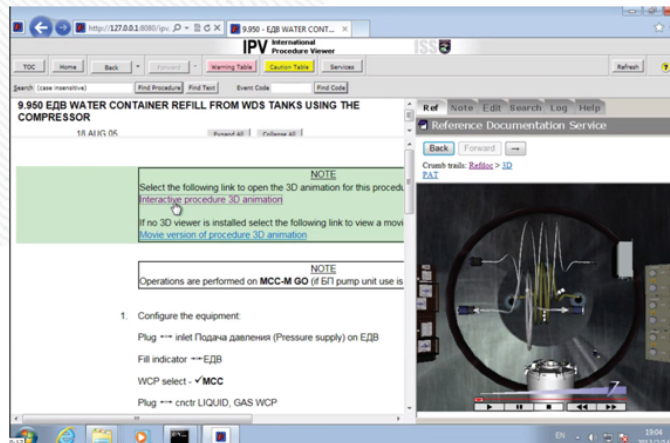 http://127.0.0.1:8080/ipv
9.950 - ЕДВ WATER CONT...
IPV International Procedure Viewer
ISS
TOC Home Back Forward Warning Table Caution Table Services Refresh
Search (case insensitive) Find Procedure Find Text Event Code Find Code
9.950 ЕДВ WATER CONTAINER REFILL FROM WDS TANKS USING THE
COMPRESSOR
18 AUG 05 Expand All Collapse All
NOTE
Select the following link to open the 3D animation for this procedu
Interactive procedure 3D animation
If no 3D viewer is installed select the following link to view a movi
Movie version of procedure 3D animation
NOTE
Operations are performed on MCC-M GO (if БП pump unit use is
1. Configure the equipment:
Plug ←→ inlet Подача давления (Pressure supply) on ЕДВ
Fill indicator ←→ ЕДВ
WCP select - ✓MCC
Plug ←→ cnctr LIQUID, GAS WCP
Ref Note Edit Search Log Help
Reference Documentation Service
Back Forward →
Crumb trails: Refdoc > 3D
PAT
EN
19:04